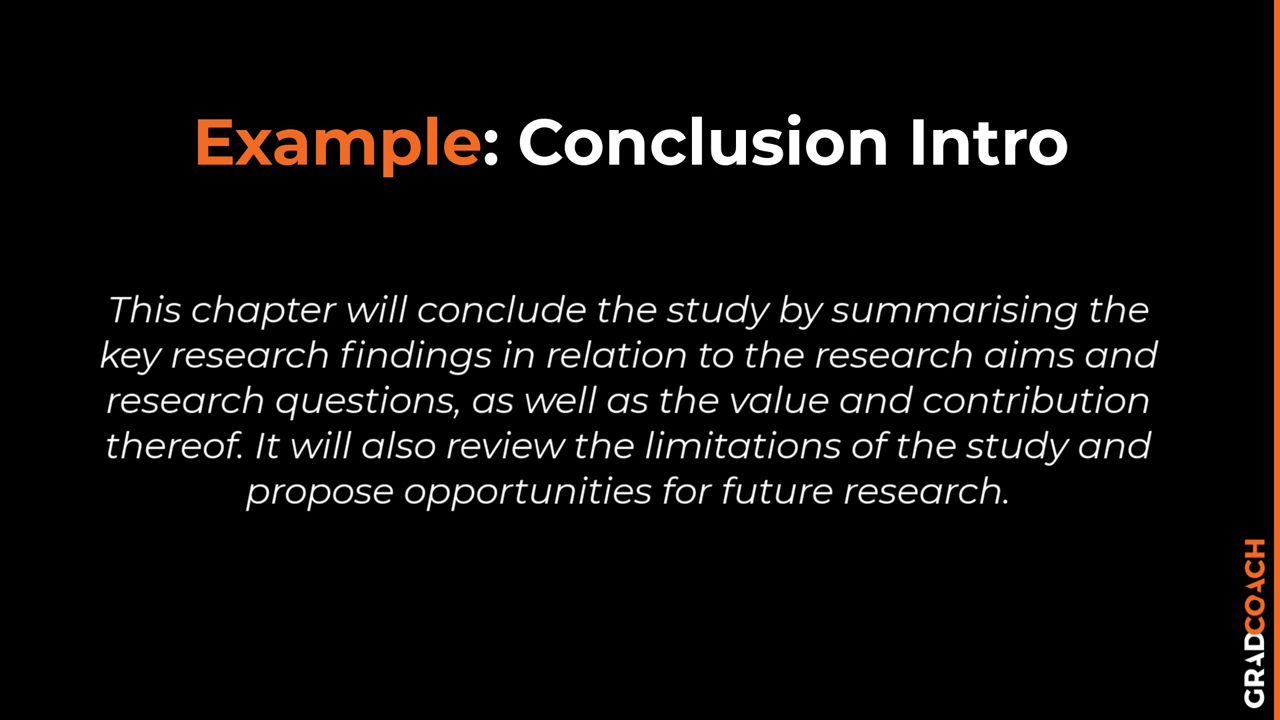 Example: Conclusion Intro
This chapter will conclude the study by summarising the
key research findings in relation to the research aims and
research questions, as well as the value and contribution
thereof. It will also review the limitations of the study and
propose opportunities for future research.
GRADCOACH